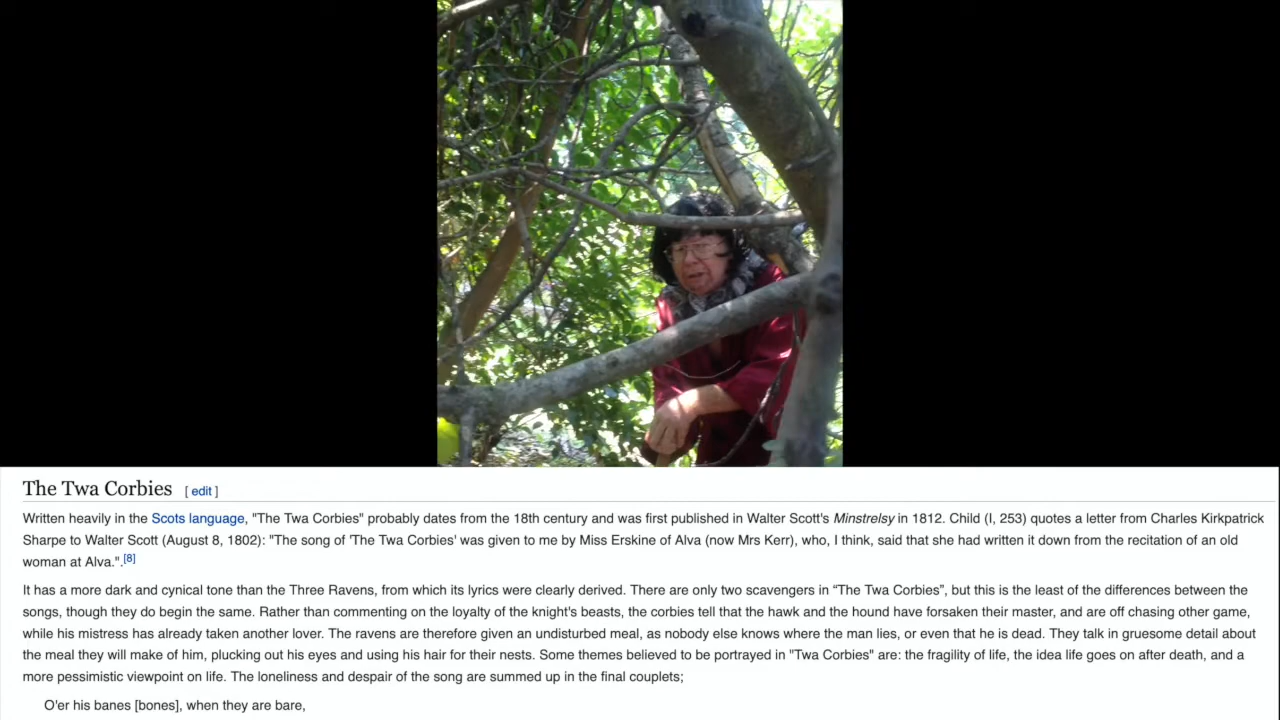 The Twa Corbies [ edit ]
Written heavily in the Scots language, "The Twa Corbies" probably dates from the 18th century and was first published in Walter Scott's Minstrelsy in 1812. Child (I, 253) quotes a letter from Charles Kirkpatrick
Sharpe to Walter Scott (August 8, 1802): "The song of 'The Twa Corbies' was given to me by Miss Erskine of Alva (now Mrs Kerr), who, I think, said that she had written it down from the recitation of an old
woman at Alva.".[8]
It has a more dark and cynical tone than the Three Ravens, from which its lyrics were clearly derived. There are only two scavengers in “The Twa Corbies”, but this is the least of the differences between the
songs, though they do begin the same. Rather than commenting on the loyalty of the knight's beasts, the corbies tell that the hawk and the hound have forsaken their master, and are off chasing other game,
while his mistress has already taken another lover. The ravens are therefore given an undisturbed meal, as nobody else knows where the man lies, or even that he is dead. They talk in gruesome detail about
the meal they will make of him, plucking out his eyes and using his hair for their nests. Some themes believed to be portrayed in "Twa Corbies" are: the fragility of life, the idea life goes on after death, and a
more pessimistic viewpoint on life. The loneliness and despair of the song are summed up in the final couplets;
O'er his banes [bones], when they are bare,